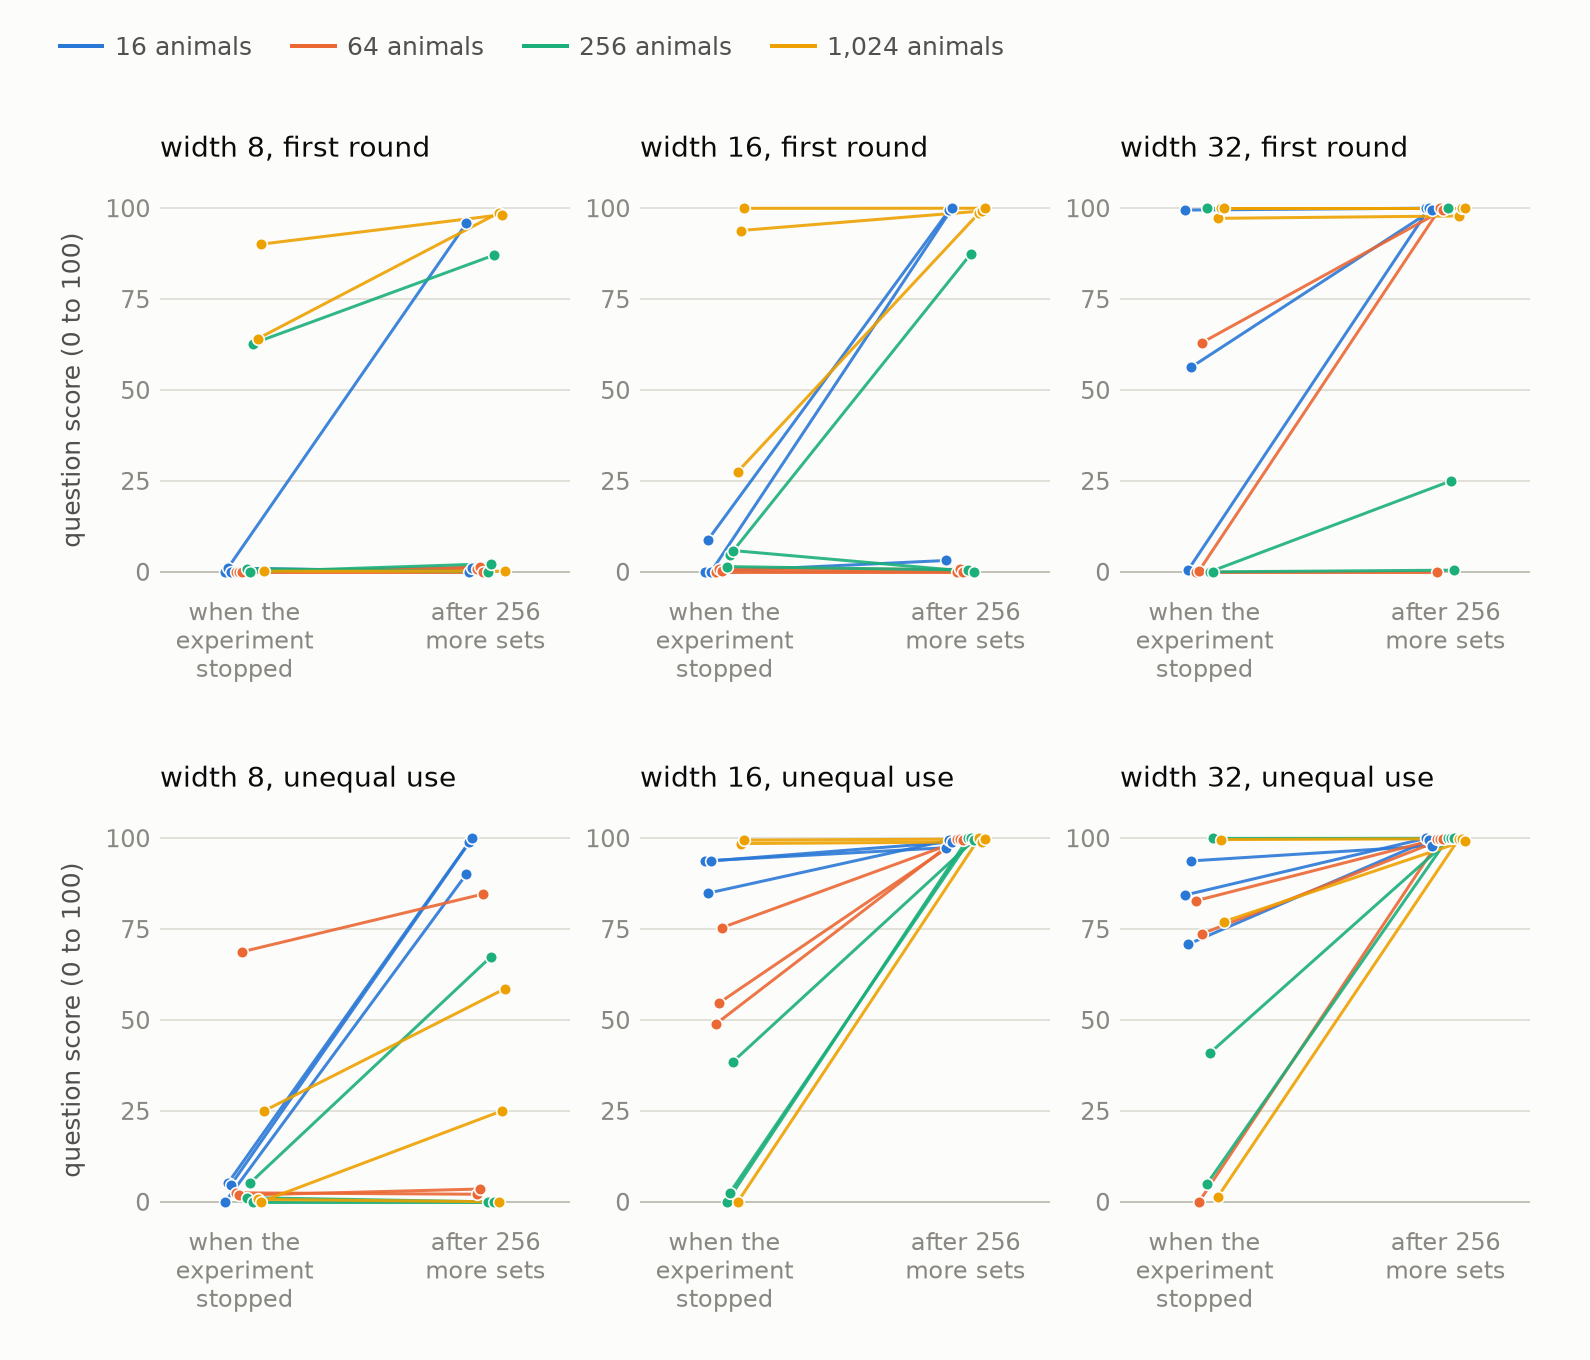 16 animals 64 animals 256 animals 1,024 animals
width 8, first round
width 16, first round
width 32, first round
question score (0 to 100)
100
75
50
25
0
100
75
50
25
0
100
75
50
25
0
when the
experiment
stopped
after 256
more sets
when the
experiment
stopped
after 256
more sets
when the
experiment
stopped
after 256
more sets
width 8, unequal use
width 16, unequal use
width 32, unequal use
question score (0 to 100)
100
75
50
25
0
100
75
50
25
0
100
75
50
25
0
when the
experiment
stopped
after 256
more sets
when the
experiment
stopped
after 256
more sets
when the
experiment
stopped
after 256
more sets